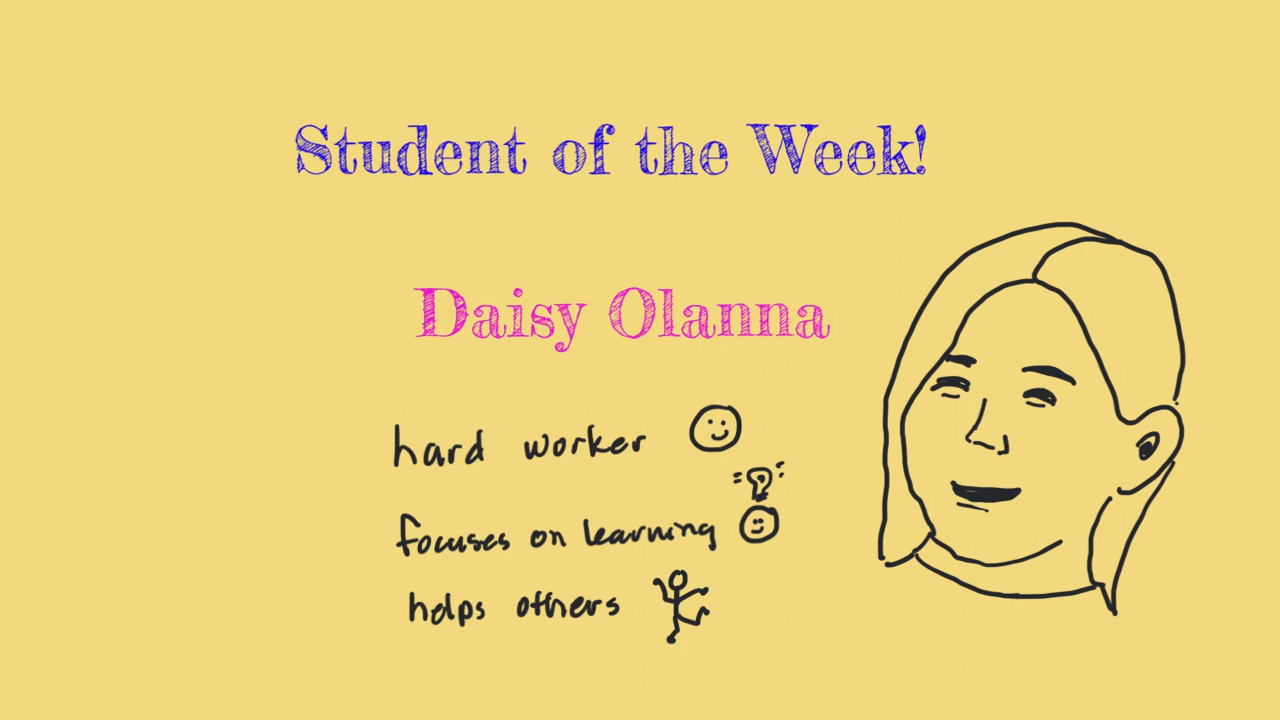 Student of the Week!
Daisy Olanna
hard worker
focuses on learning
helps others